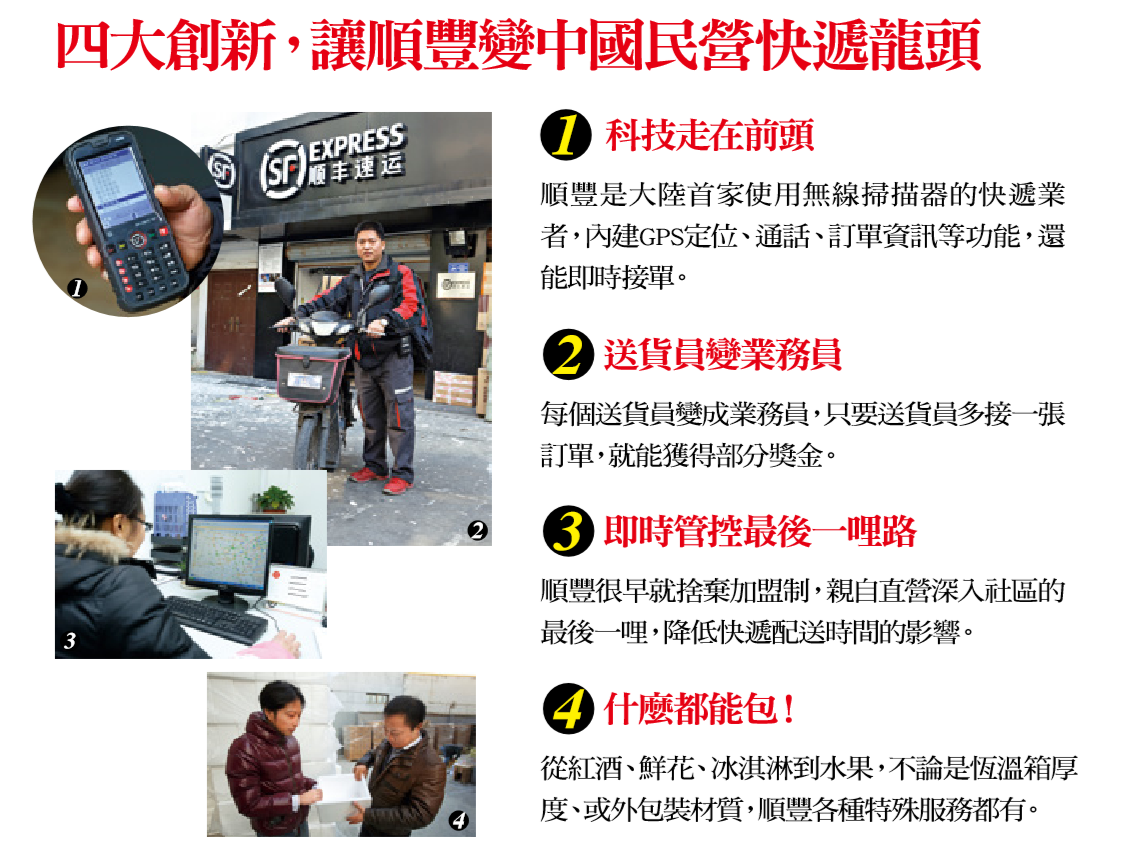 四大創新，讓順豐變中國民營快遞龍頭
1
SF
SF EXPRESS
顺丰速运
2
3
4
1 科技走在前頭
順豐是大陸首家使用無線掃描器的快遞業
者，內建GPS定位、通話、訂單資訊等功能，還
能即時接單。
2 送貨員變業務員
每個送貨員變成業務員，只要送貨員多接一張
訂單，就能獲得部分獎金。
3 即時管控最後一哩路
順豐很早就捨棄加盟制，親自直營深入社區的
最後一哩，降低快遞配送時間的影響。
4 什麼都能包！
從紅酒、鮮花、冰淇淋到水果，不論是恆溫箱厚
度、或外包裝材質，順豐各種特殊服務都有。